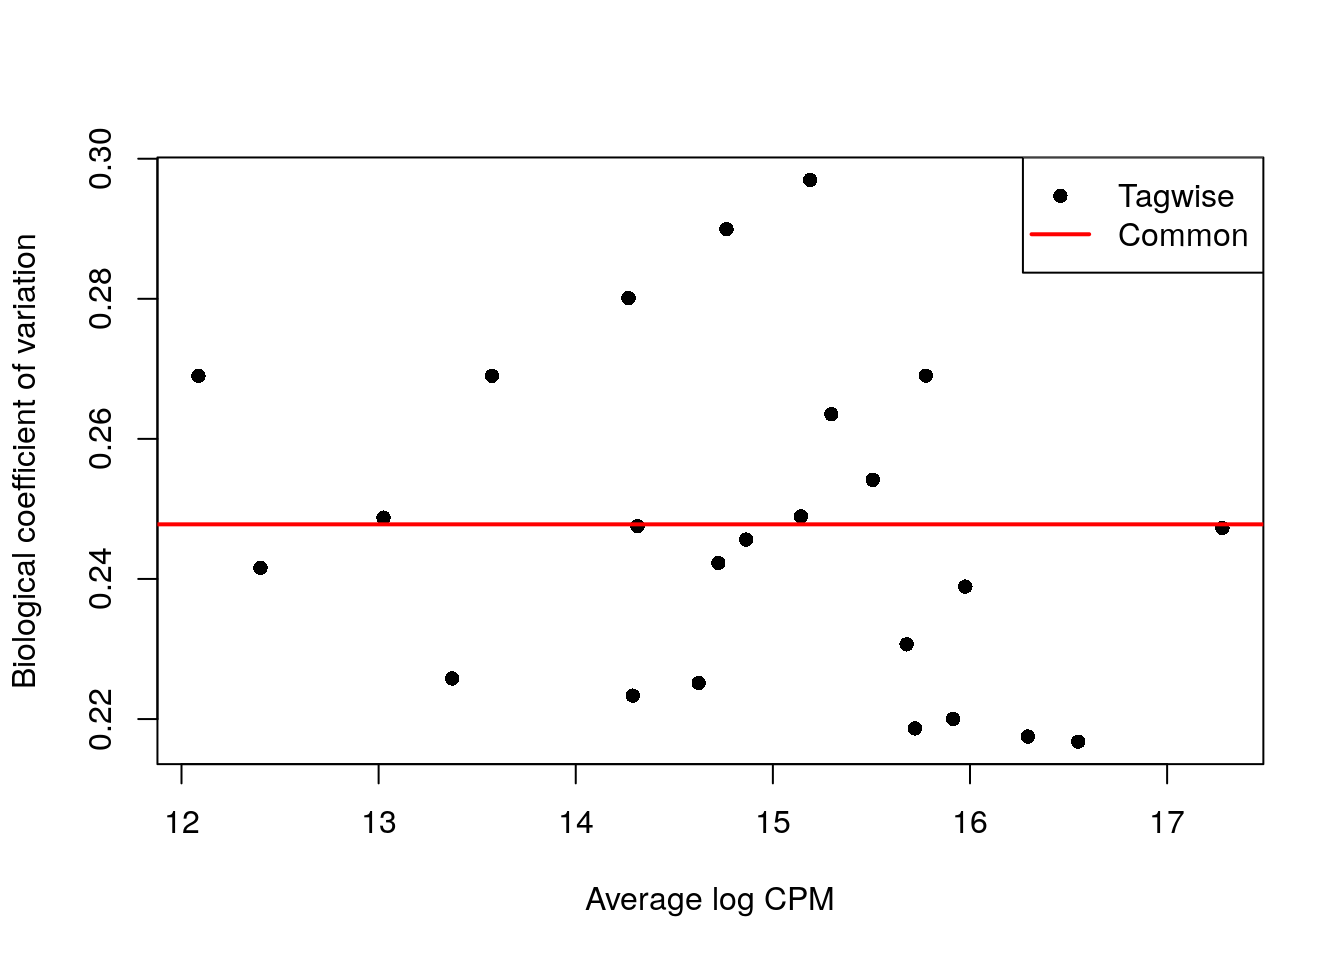 0.30
0.28
0.26
0.24
0.22
Biological coefficient of variation
Tagwise
Common
12 13 14 15 16 17
Average log CPM